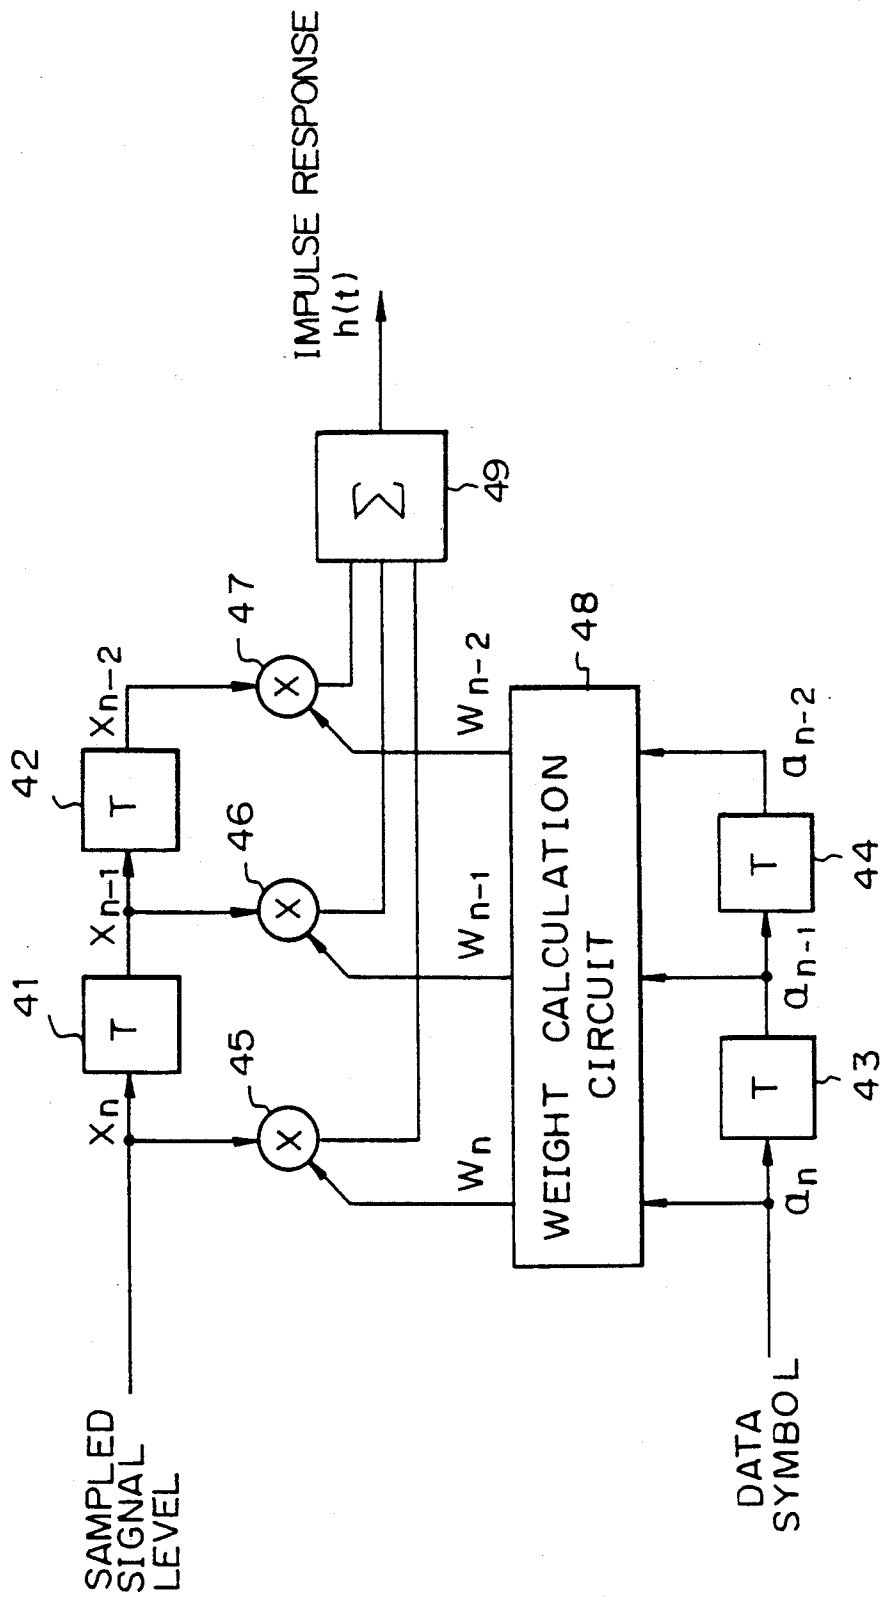 SAMPLED
SIGNAL
LEVEL
Xn
41
T
Xn-1
42
T
Xn-2
45
X
46
X
47
X
IMPULSE RESPONSE
h(t)
Σ
49
Wn
Wn-1
Wn-2
48
WEIGHT CALCULATION
CIRCUIT
DATA
SYMBOL
an
T
43
an-1
T
44
an-2